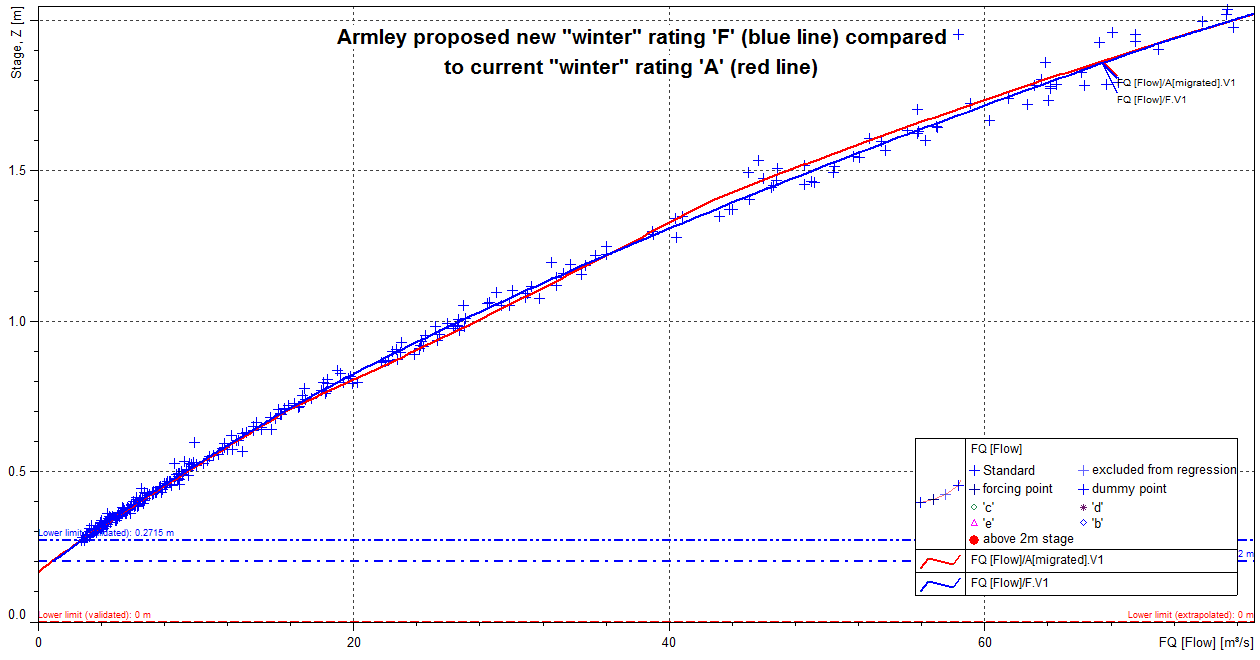 Stage, Z [m]
Armley proposed new "winter" rating 'F' (blue line) compared
to current "winter" rating 'A' (red line)
FQ [Flow]/A[migrated].V1
FQ [Flow]/F.V1
1.5
1.0
0.5
0.0
Lower limit (validated): 0.2715 m
2 m
Lower limit (validated): 0 m
Lower limit (extrapolated): 0 m
FQ [Flow]
Standard
excluded from regression
forcing point
dummy point
'c'
'd'
'e'
'b'
above 2m stage
FQ [Flow]/A[migrated].V1
FQ [Flow]/F.V1
0
20
40
60
FQ [Flow] [m³/s]